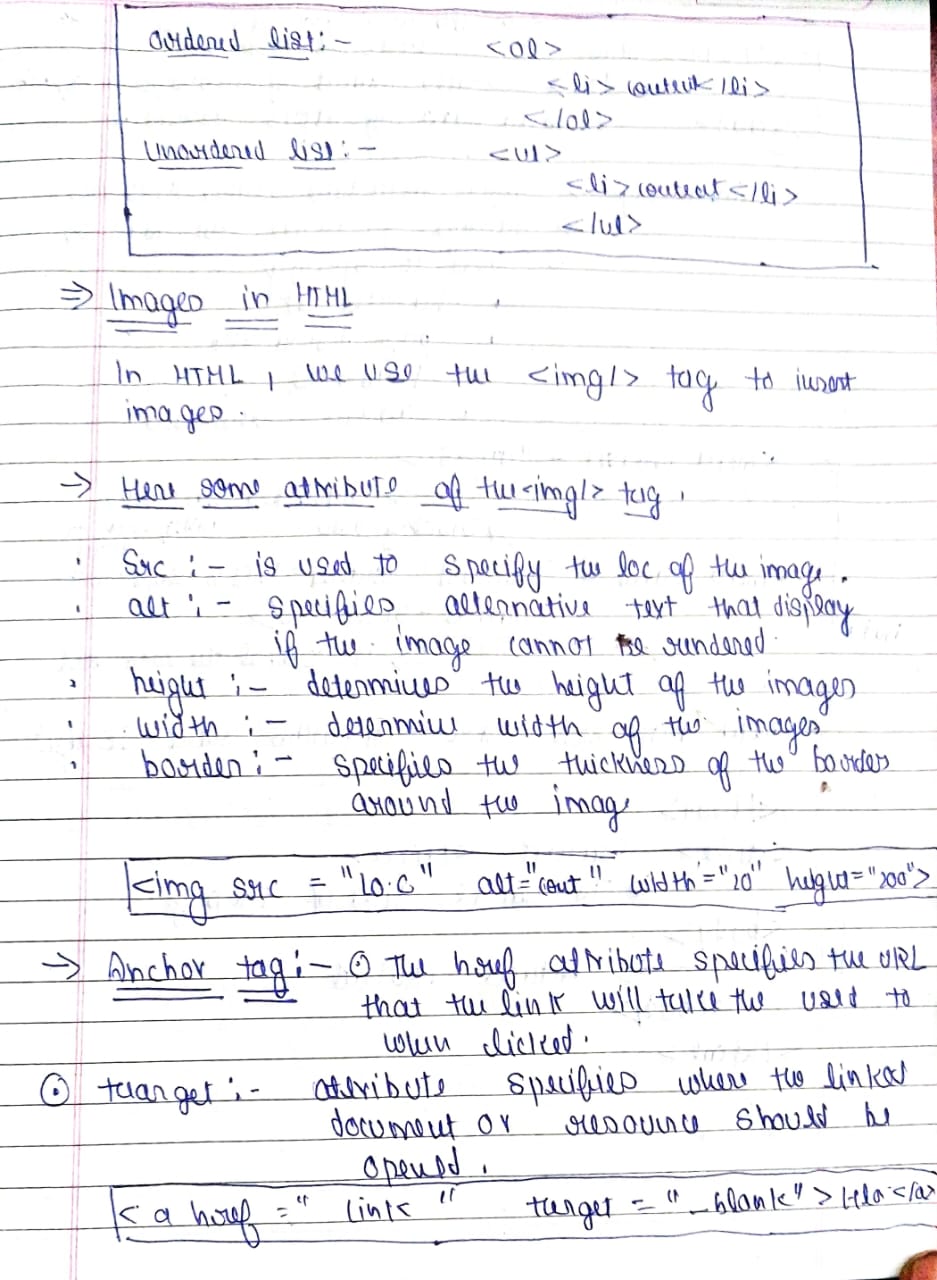 Ordered list :- <ol>
<li> content /li>
</ol>
Unordered list :- <ul>
<li> content </li>
</ul>
⇒ Images in HTML
In HTML, we use the <img/> tag to insert
images.
→ Here some attribute of the <img/> tag.
· Src :- is used to specify the loc. of the image.
· alt :- specifies alternative text that display
if the image cannot be rendered.
· height :- determines the height of the images
· width :- determine width of the images
· boarder :- specifies the thickness of the boarder
around the image
<img src = "lo.c" alt="cont" width="20" height="200">
→ Anchor tag :- ⊙ The href attribute specifies the URL
that the link will take the used to
when clicked.
⊙ target :- attribute specifies where the linked
document or resource should be
opened.
< a href = " link " target = "_blank" > </a>